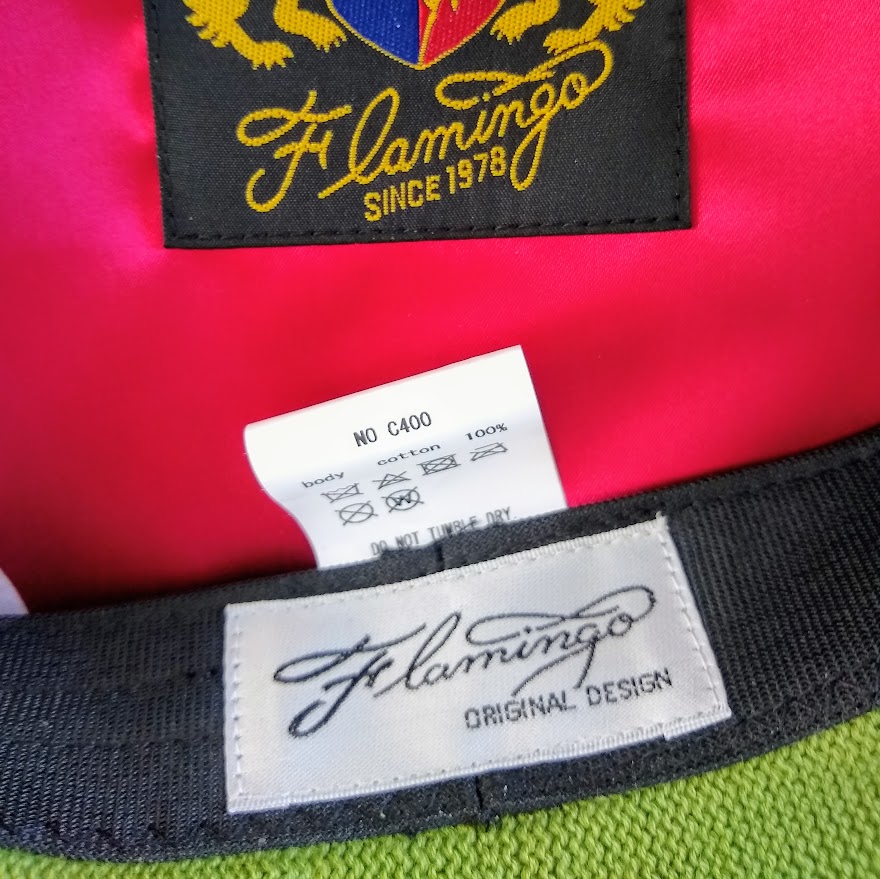 Flamingo
SINCE 1978
NO C400
body cotton 100%
W
DO NOT TUMBLE DRY.
Flamingo
ORIGINAL DESIGN